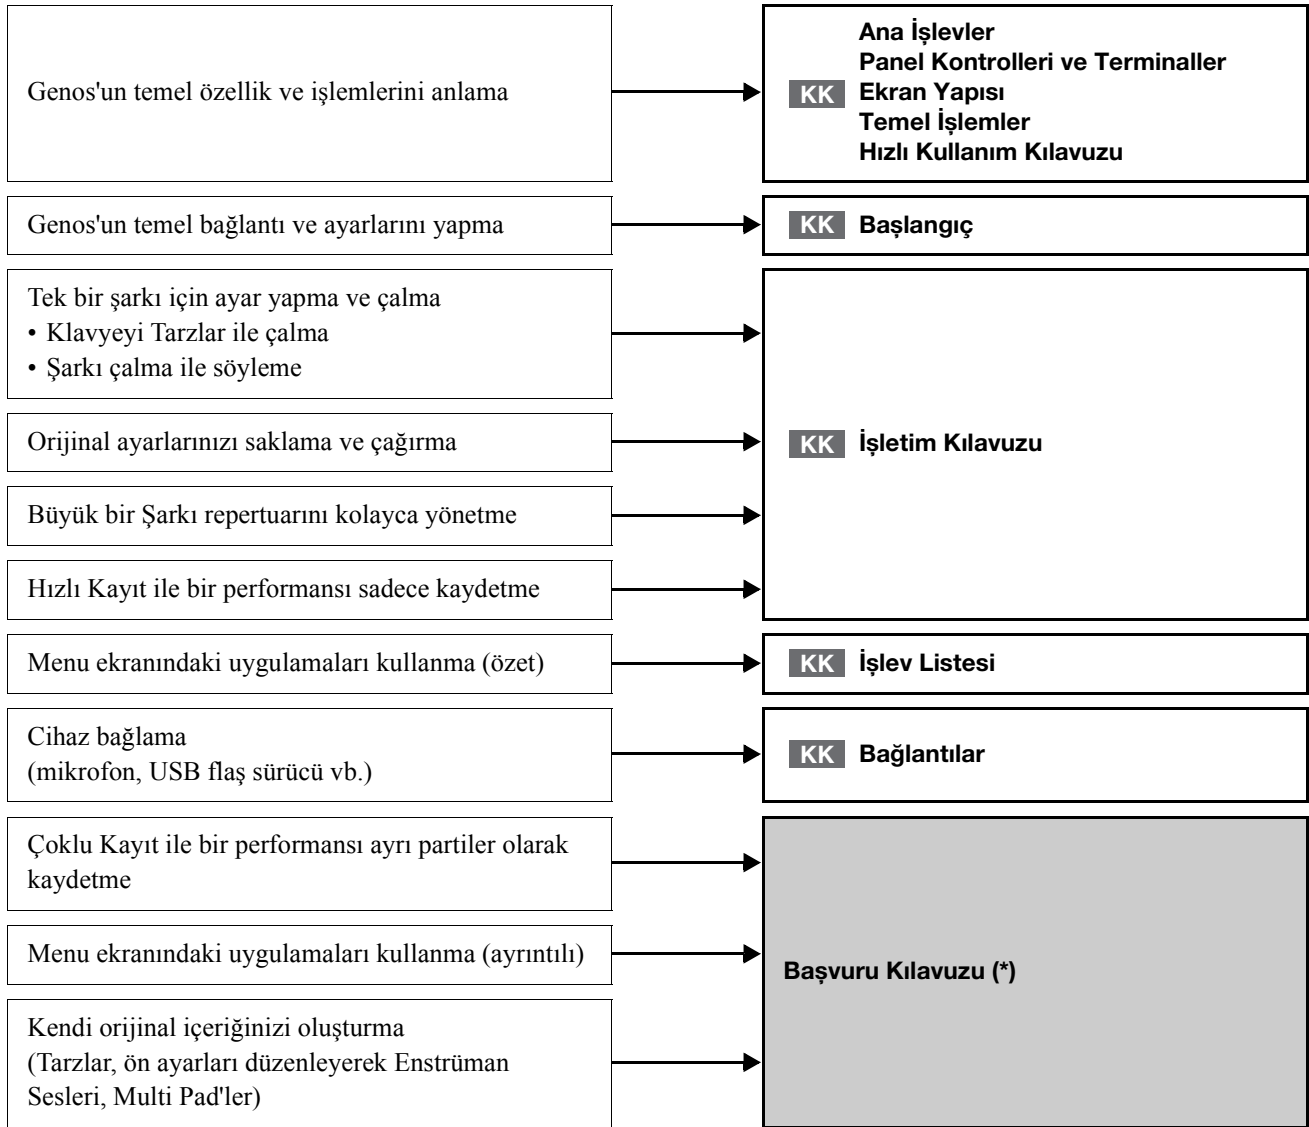 Genos'un temel özellik ve işlemlerini anlama
KK
Ana İşlevler
Panel Kontrolleri ve Terminaller
Ekran Yapısı
Temel İşlemler
Hızlı Kullanım Kılavuzu
Genos'un temel bağlantı ve ayarlarını yapma
KK Başlangıç
Tek bir şarkı için ayar yapma ve çalma
• Klavyeyi Tarzlar ile çalma
• Şarkı çalma ile söyleme
Orijinal ayarlarınızı saklama ve çağırma
Büyük bir Şarkı repertuarını kolayca yönetme
Hızlı Kayıt ile bir performansı sadece kaydetme
KK İşletim Kılavuzu
Menu ekranındaki uygulamaları kullanma (özet)
KK İşlev Listesi
Cihaz bağlama
(mikrofon, USB flaş sürücü vb.)
KK Bağlantılar
Çoklu Kayıt ile bir performansı ayrı partiler olarak
kaydetme
Menu ekranındaki uygulamaları kullanma (ayrıntılı)
Kendi orijinal içeriğinizi oluşturma
(Tarzlar, ön ayarları düzenleyerek Enstrüman
Sesleri, Multi Pad'ler)
Başvuru Kılavuzu (*)